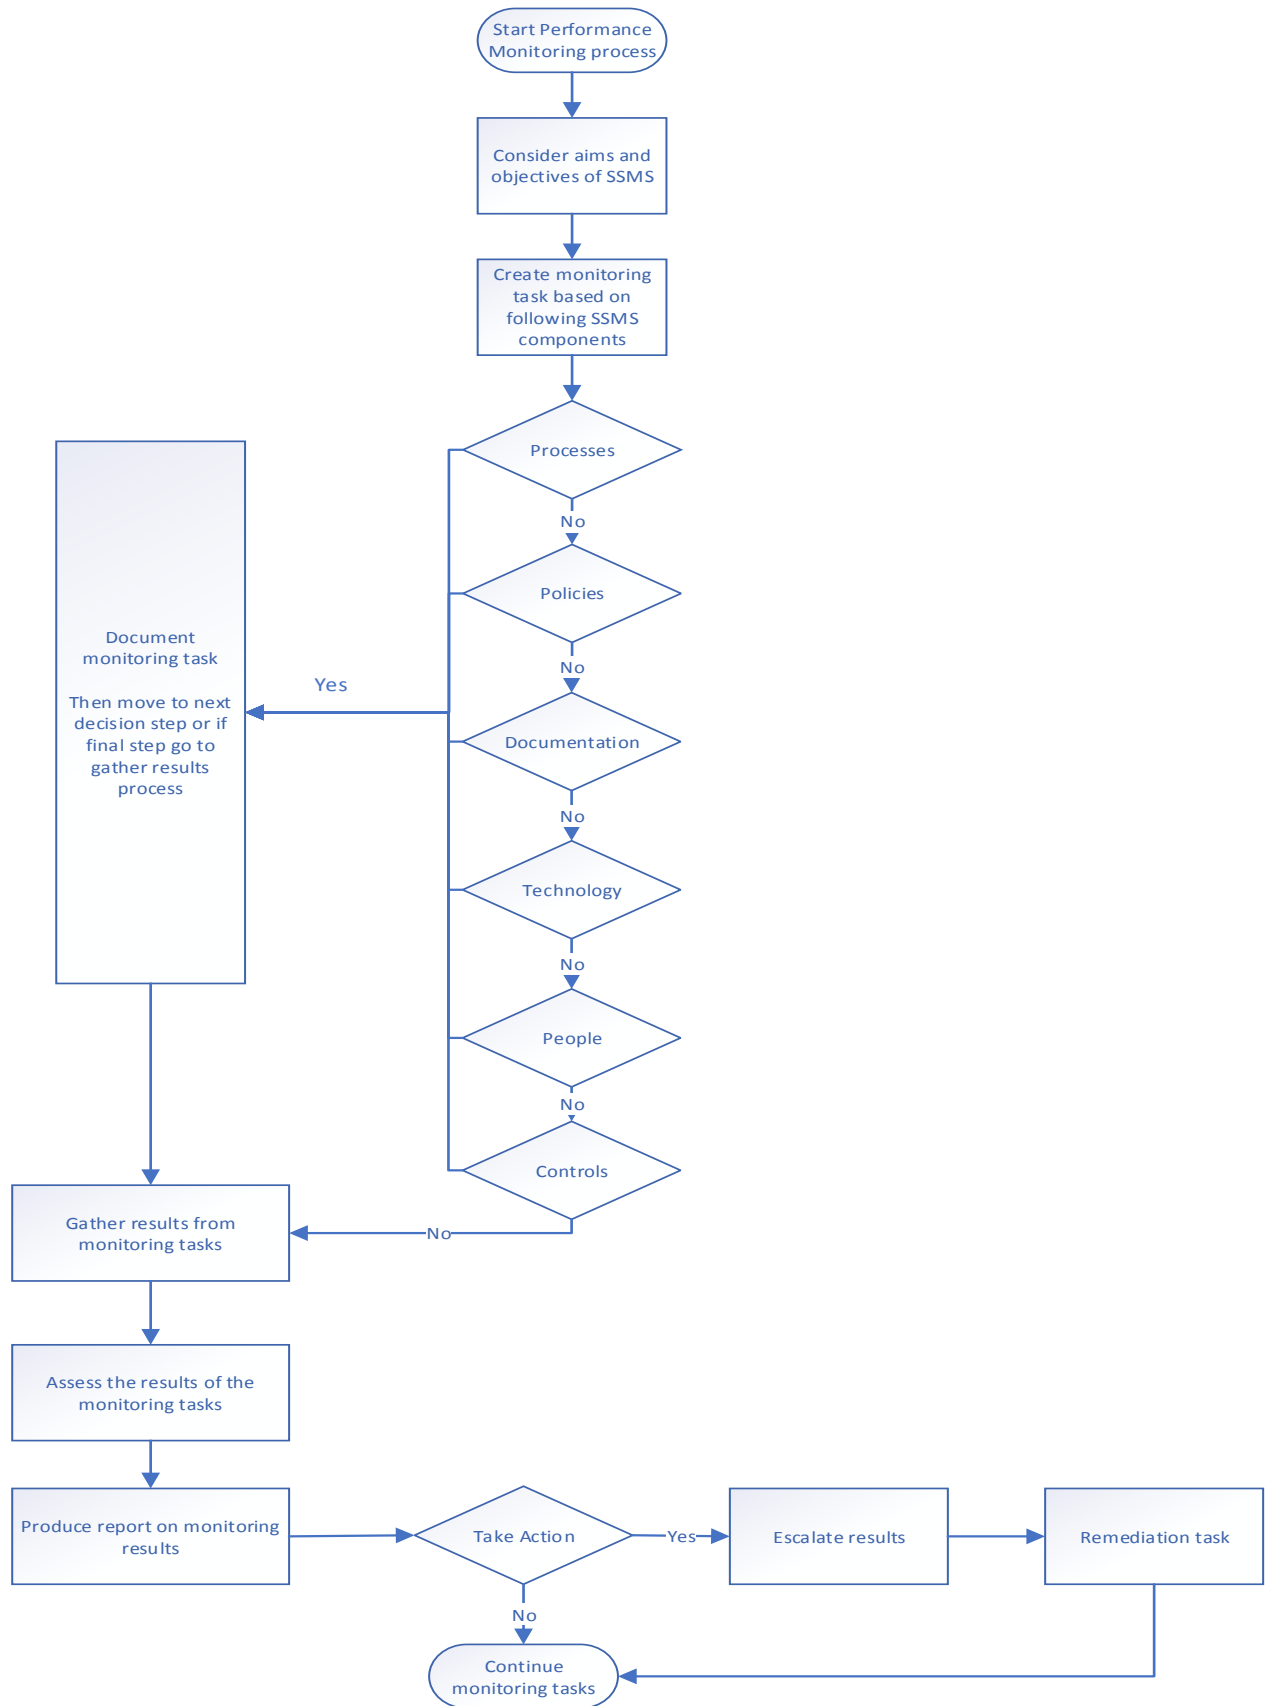 Start Performance
Monitoring process
Consider aims and
objectives of SSMS
Create monitoring
task based on
following SSMS
components
Processes
No
Policies
No
Documentation
No
Technology
No
People
No
Controls
No
Yes
Document
monitoring task
Then move to next
decision step or if
final step go to
gather results
process
Gather results from
monitoring tasks
Assess the results of the
monitoring tasks
Produce report on monitoring
results
Take Action
Yes
Escalate results
Remediation task
No
Continue
monitoring tasks